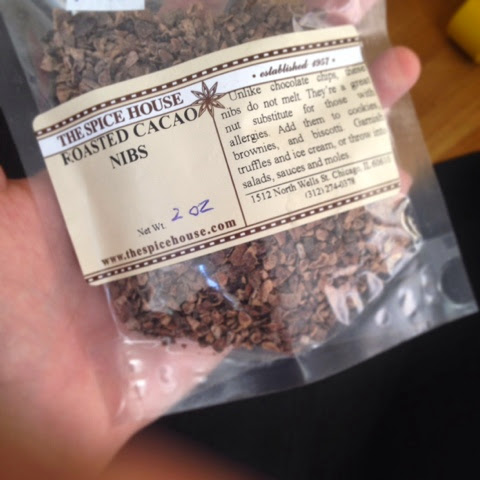 THE SPICE HOUSE
ROASTED CACAO
NIBS
Net Wt. 2 OZ
www.thespicehouse.com
• established 1957 •
Unlike chocolate chips, these
nibs do not melt. They're a great
nut substitute for those with
allergies. Add them to cookies,
brownies, and biscotti. Garnish
truffles and ice cream, or throw into
salads, sauces and moles.
1512 North Wells St. Chicago, IL 60610
(312) 274-0378